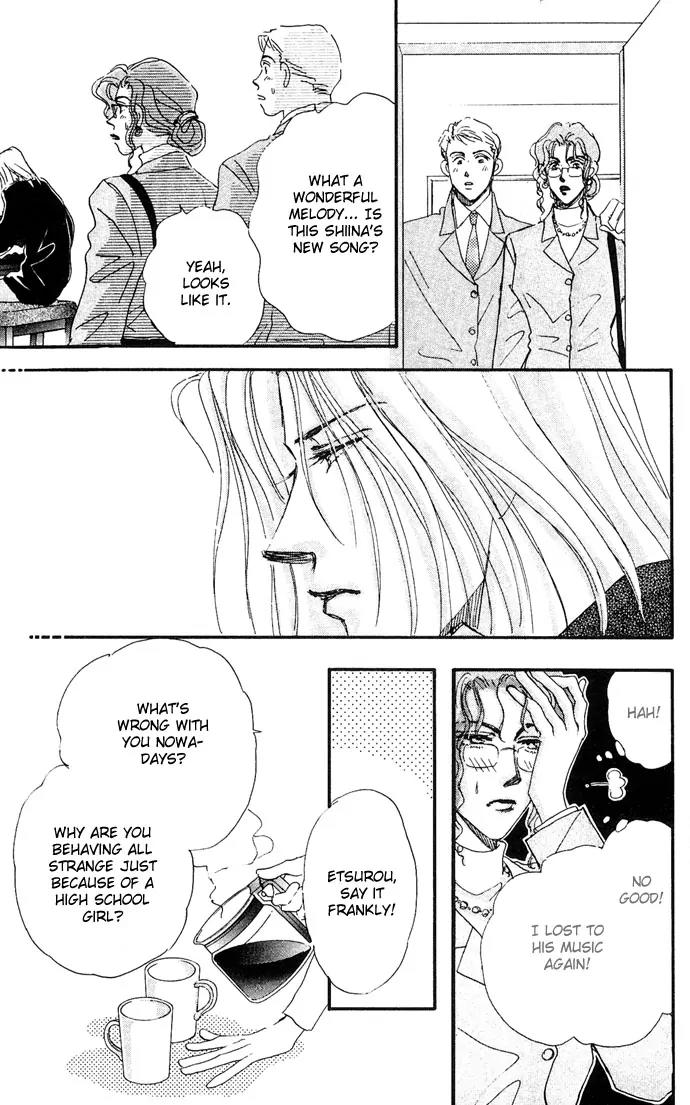 WHAT A
WONDERFUL
MELODY... IS
THIS SHIINA'S
NEW SONG?
YEAH,
LOOKS
LIKE IT.
HAH!
NO
GOOD!
I LOST TO
HIS MUSIC
AGAIN!
ETSUROU,
SAY IT
FRANKLY!
WHAT'S
WRONG WITH
YOU NOWA-
DAYS?
WHY ARE YOU
BEHAVING ALL
STRANGE JUST
BECAUSE OF A
HIGH SCHOOL
GIRL?